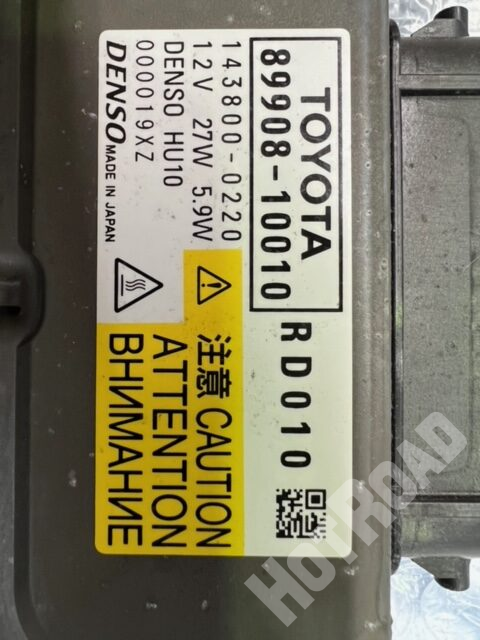 TOYOTA
89908-10010 RD010
143800-0220
12V 27W 5.9W
DENSO HU10
000019XZ
DENSO MADE IN JAPAN
注意 CAUTION
ATTENTION
ВНИМАНИЕ
HOTROAD